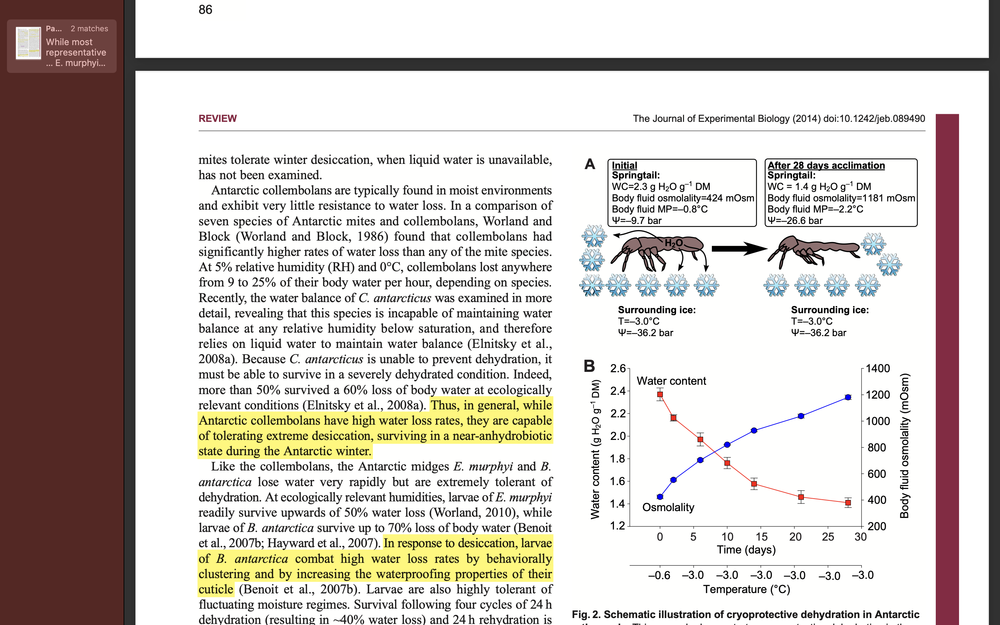 86
Pa... 2 matches
While most
representative
... E. murphyi...
REVIEW
The Journal of Experimental Biology (2014) doi:10.1242/jeb.089490
mites tolerate winter desiccation, when liquid water is unavailable,
has not been examined.
Antarctic collembolans are typically found in moist environments
and exhibit very little resistance to water loss. In a comparison of
seven species of Antarctic mites and collembolans, Worland and
Block (Worland and Block, 1986) found that collembolans had
significantly higher rates of water loss than any of the mite species.
At 5% relative humidity (RH) and 0°C, collembolans lost anywhere
from 9 to 25% of their body water per hour, depending on species.
Recently, the water balance of C. antarcticus was examined in more
detail, revealing that this species is incapable of maintaining water
balance at any relative humidity below saturation, and therefore
relies on liquid water to maintain water balance (Elnitsky et al.,
2008a). Because C. antarcticus is unable to prevent dehydration, it
must be able to survive in a severely dehydrated condition. Indeed,
more than 50% survived a 60% loss of body water at ecologically
relevant conditions (Elnitsky et al., 2008a). Thus, in general, while
Antarctic collembolans have high water loss rates, they are capable
of tolerating extreme desiccation, surviving in a near-anhydrobiotic
state during the Antarctic winter.
Like the collembolans, the Antarctic midges E. murphyi and B.
antarctica lose water very rapidly but are extremely tolerant of
dehydration. At ecologically relevant humidities, larvae of E. murphyi
readily survive upwards of 50% water loss (Worland, 2010), while
larvae of B. antarctica survive up to 70% loss of body water (Benoit
et al., 2007b; Hayward et al., 2007). In response to desiccation, larvae
of B. antarctica combat high water loss rates by behaviorally
clustering and by increasing the waterproofing properties of their
cuticle (Benoit et al., 2007b). Larvae are also highly tolerant of
fluctuating moisture regimes. Survival following four cycles of 24 h
dehydration (resulting in ~40% water loss) and 24 h rehydration is
A
Initial
Springtail:
WC=2.3 g H₂O g⁻¹ DM
Body fluid osmolality=424 mOsm
Body fluid MP=–0.8°C
Ψ=–9.7 bar
After 28 days acclimation
Springtail:
WC = 1.4 g H₂O g⁻¹ DM
Body fluid osmolality=1181 mOsm
Body fluid MP=–2.2°C
Ψ=–26.6 bar
H₂O
Surrounding ice:
T=–3.0°C
Ψ=–36.2 bar
Surrounding ice:
T=–3.0°C
Ψ=–36.2 bar
B
Water content (g H₂O g⁻¹ DM)
2.6
2.4
2.2
2.0
1.8
1.6
1.4
1.2
Water content
Osmolality
1400
1200
1000
800
600
400
200
Body fluid osmolality (mOsm)
0 5 10 15 20 25 30
Time (days)
–0.6 –3.0 –3.0 –3.0 –3.0 –3.0 –3.0
Temperature (°C)
Fig. 2. Schematic illustration of cryoprotective dehydration in Antarctic